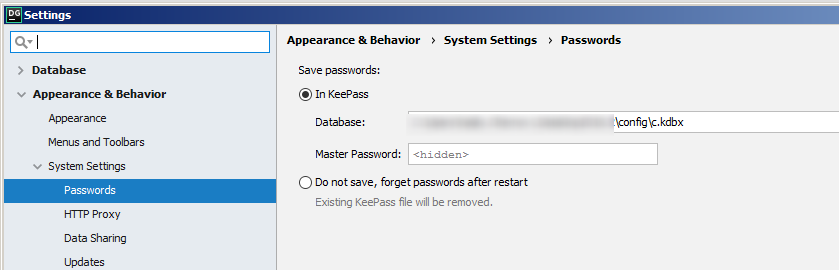 DG Settings
Database
Appearance & Behavior
Appearance
Menus and Toolbars
System Settings
Passwords
HTTP Proxy
Data Sharing
Updates
Appearance & Behavior › System Settings › Passwords
Save passwords:
In KeePass
Database: \config\c.kdbx
Master Password: <hidden>
Do not save, forget passwords after restart
Existing KeePass file will be removed.